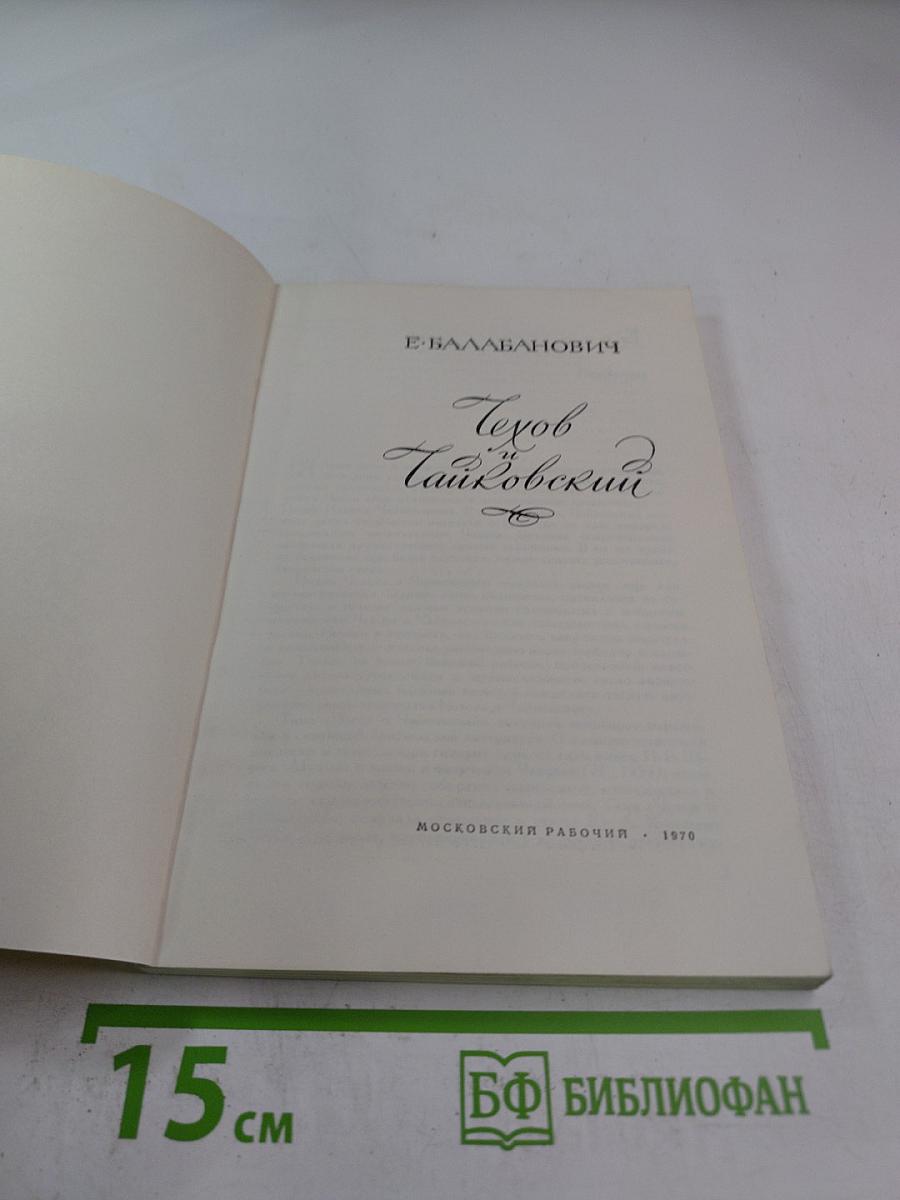 Е·БАЛАБАНОВИЧ
Чехов
и
Чайковский
МОСКОВСКИЙ РАБОЧИЙ · 1970
15 см
БФ БИБЛИОФАН